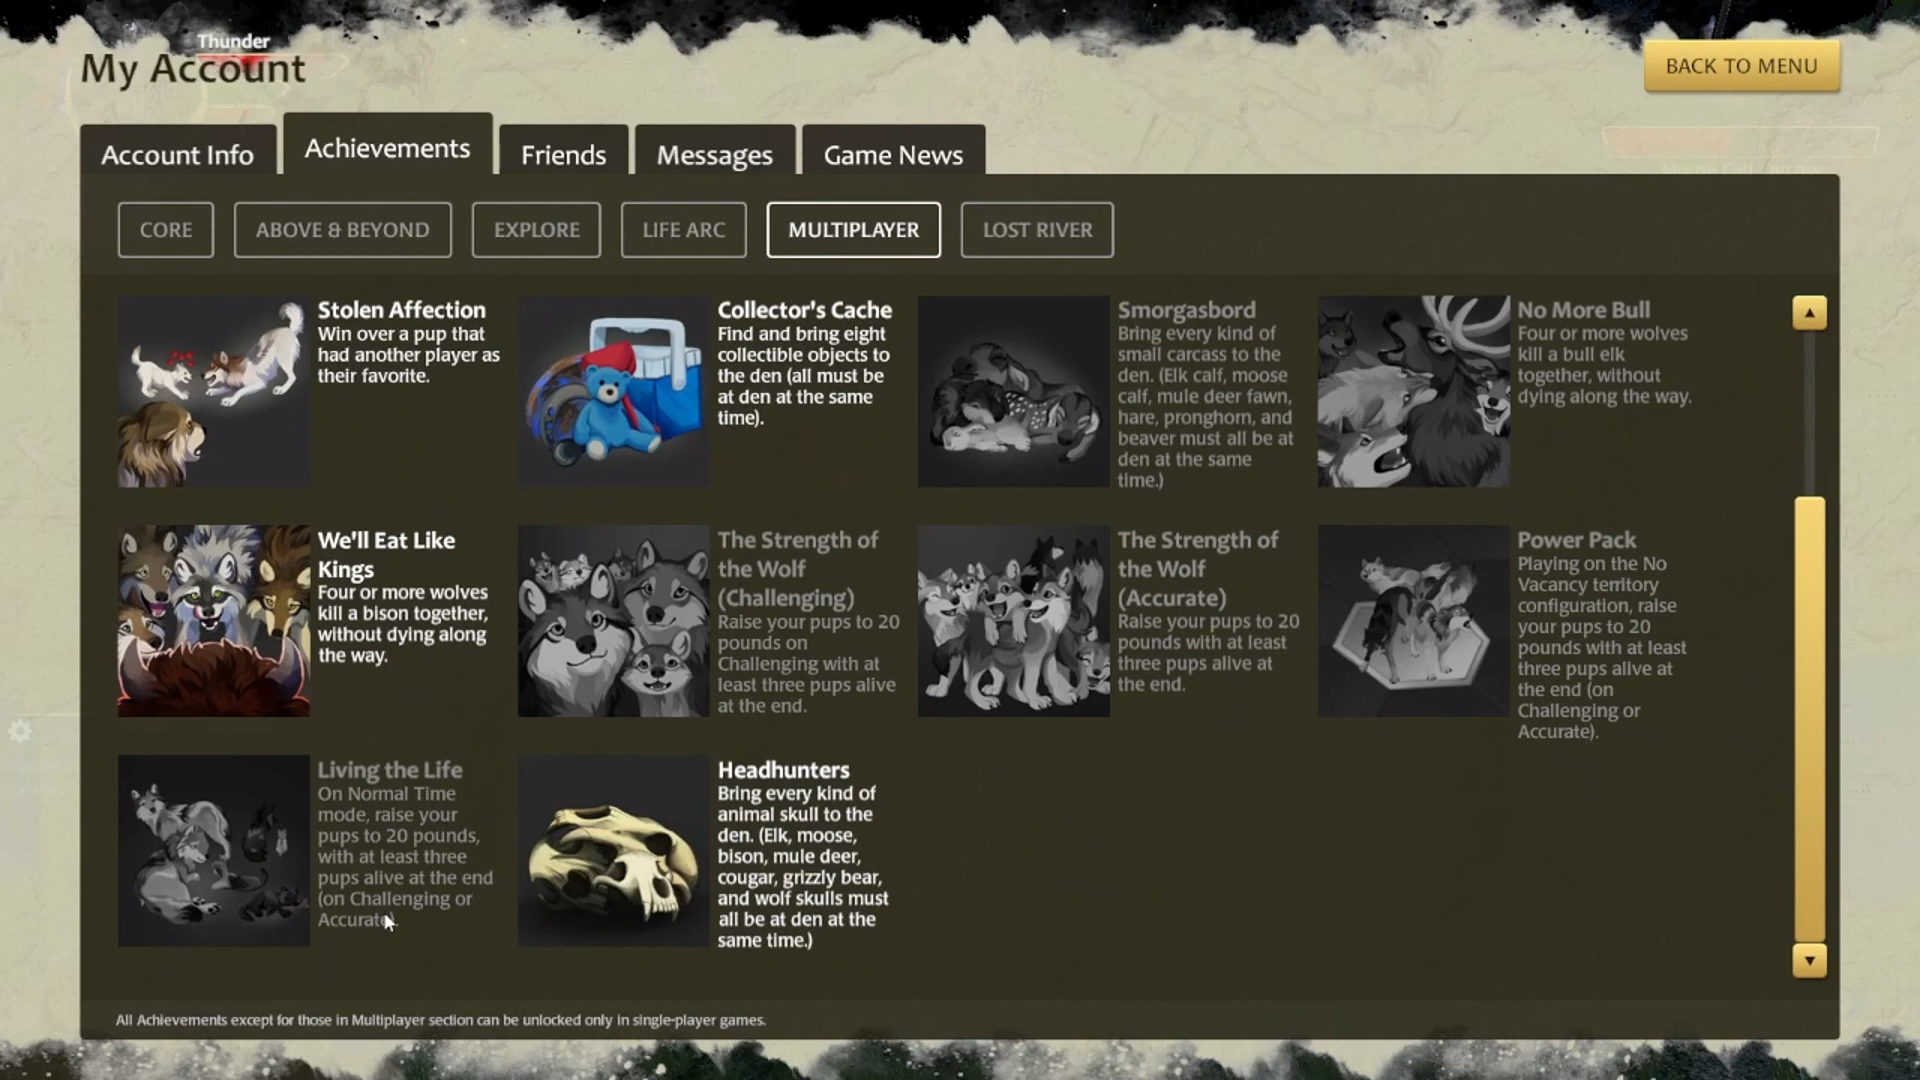 Thunder
My Account
BACK TO MENU
Account Info
Achievements
Friends
Messages
Game News
CORE
ABOVE & BEYOND
EXPLORE
LIFE ARC
MULTIPLAYER
LOST RIVER
Stolen Affection
Win over a pup that
had another player as
their favorite.
Collector's Cache
Find and bring eight
collectible objects to
the den (all must be
at den at the same
time).
Smorgasbord
Bring every kind of
small carcass to the
den. (Elk calf, moose
calf, mule deer fawn,
hare, pronghorn, and
beaver must all be at
den at the same
time.)
No More Bull
Four or more wolves
kill a bull elk
together, without
dying along the way.
We'll Eat Like
Kings
Four or more wolves
kill a bison together,
without dying along
the way.
The Strength of
the Wolf
(Challenging)
Raise your pups to 20
pounds on
Challenging with at
least three pups alive
at the end.
The Strength of
the Wolf
(Accurate)
Raise your pups to 20
pounds with at least
three pups alive at
the end.
Power Pack
Playing on the No
Vacancy territory
configuration, raise
your pups to 20
pounds with at least
three pups alive at
the end (on
Challenging or
Accurate).
Living the Life
On Normal Time
mode, raise your
pups to 20 pounds,
with at least three
pups alive at the end
(on Challenging or
Accurate).
Headhunters
Bring every kind of
animal skull to the
den. (Elk, moose,
bison, mule deer,
cougar, grizzly bear,
and wolf skulls must
all be at den at the
same time.)
All Achievements except for those in Multiplayer section can be unlocked only in single-player games.